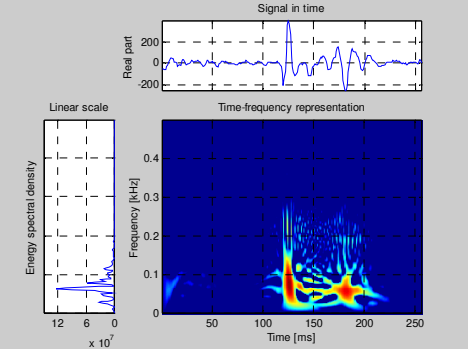 Signal in time
Real part
200
0
-200
Linear scale
Energy spectral density
12 6 0
x 10^7
Time-frequency representation
Frequency [kHz]
0.4
0.3
0.2
0.1
0
50 100 150 200 250
Time [ms]